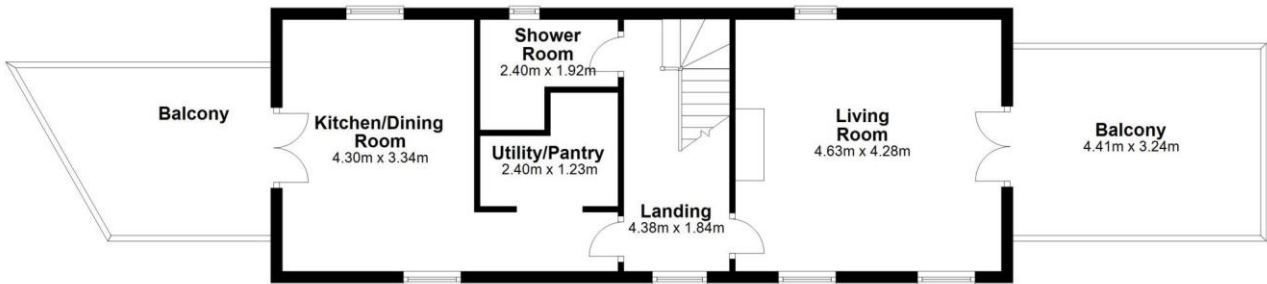 Balcony
Kitchen/Dining
Room
4.30m x 3.34m
Shower
Room
2.40m x 1.92m
Utility/Pantry
2.40m x 1.23m
Landing
4.38m x 1.84m
Living
Room
4.63m x 4.28m
Balcony
4.41m x 3.24m